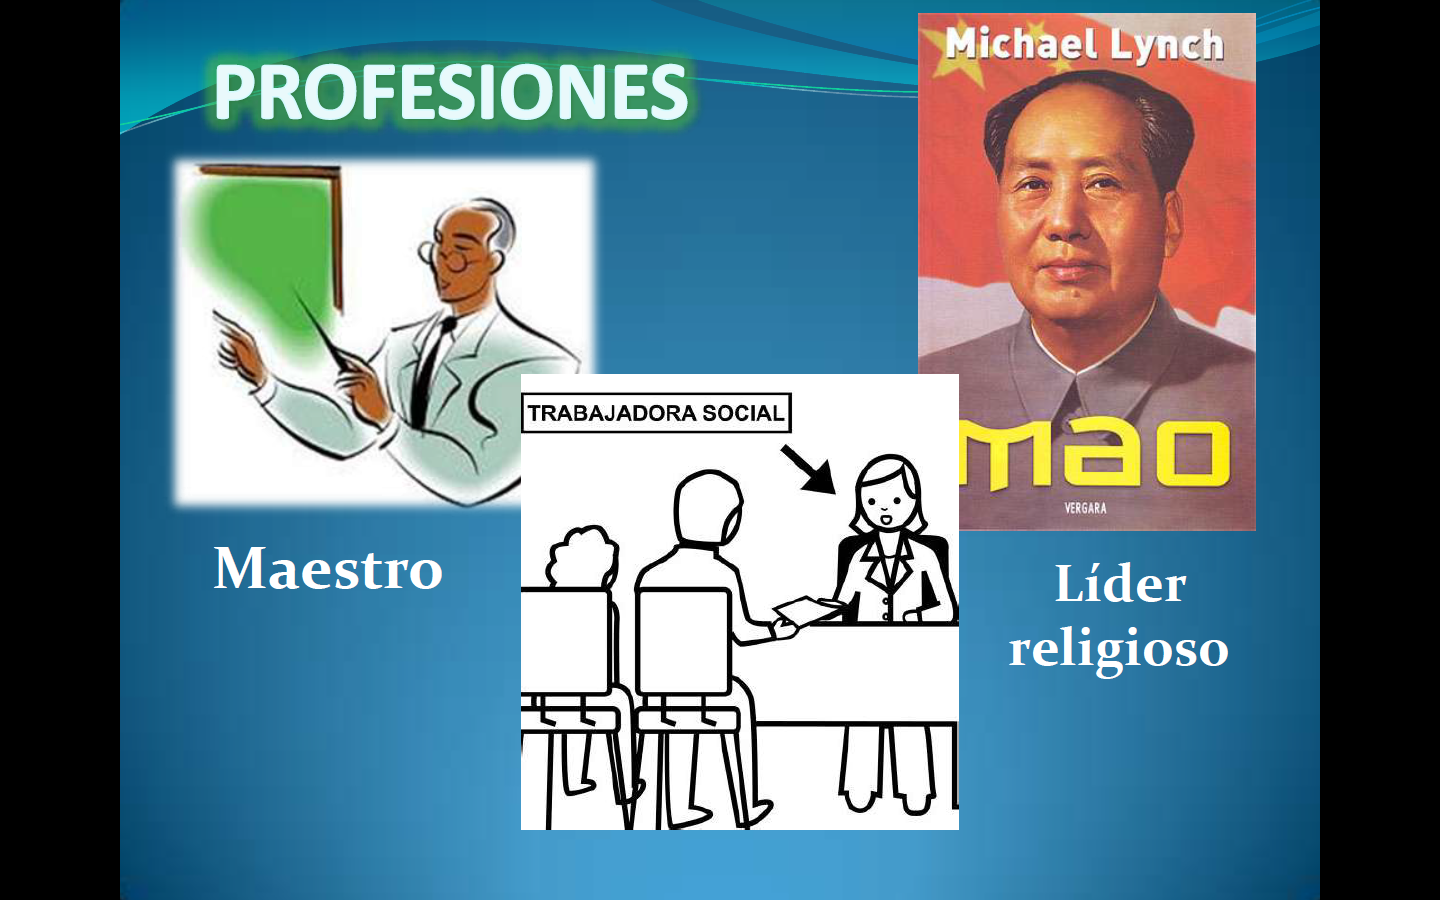 PROFESIONES
Michael Lynch
mao
VERGARA
TRABAJADORA SOCIAL
Maestro
Líder
religioso